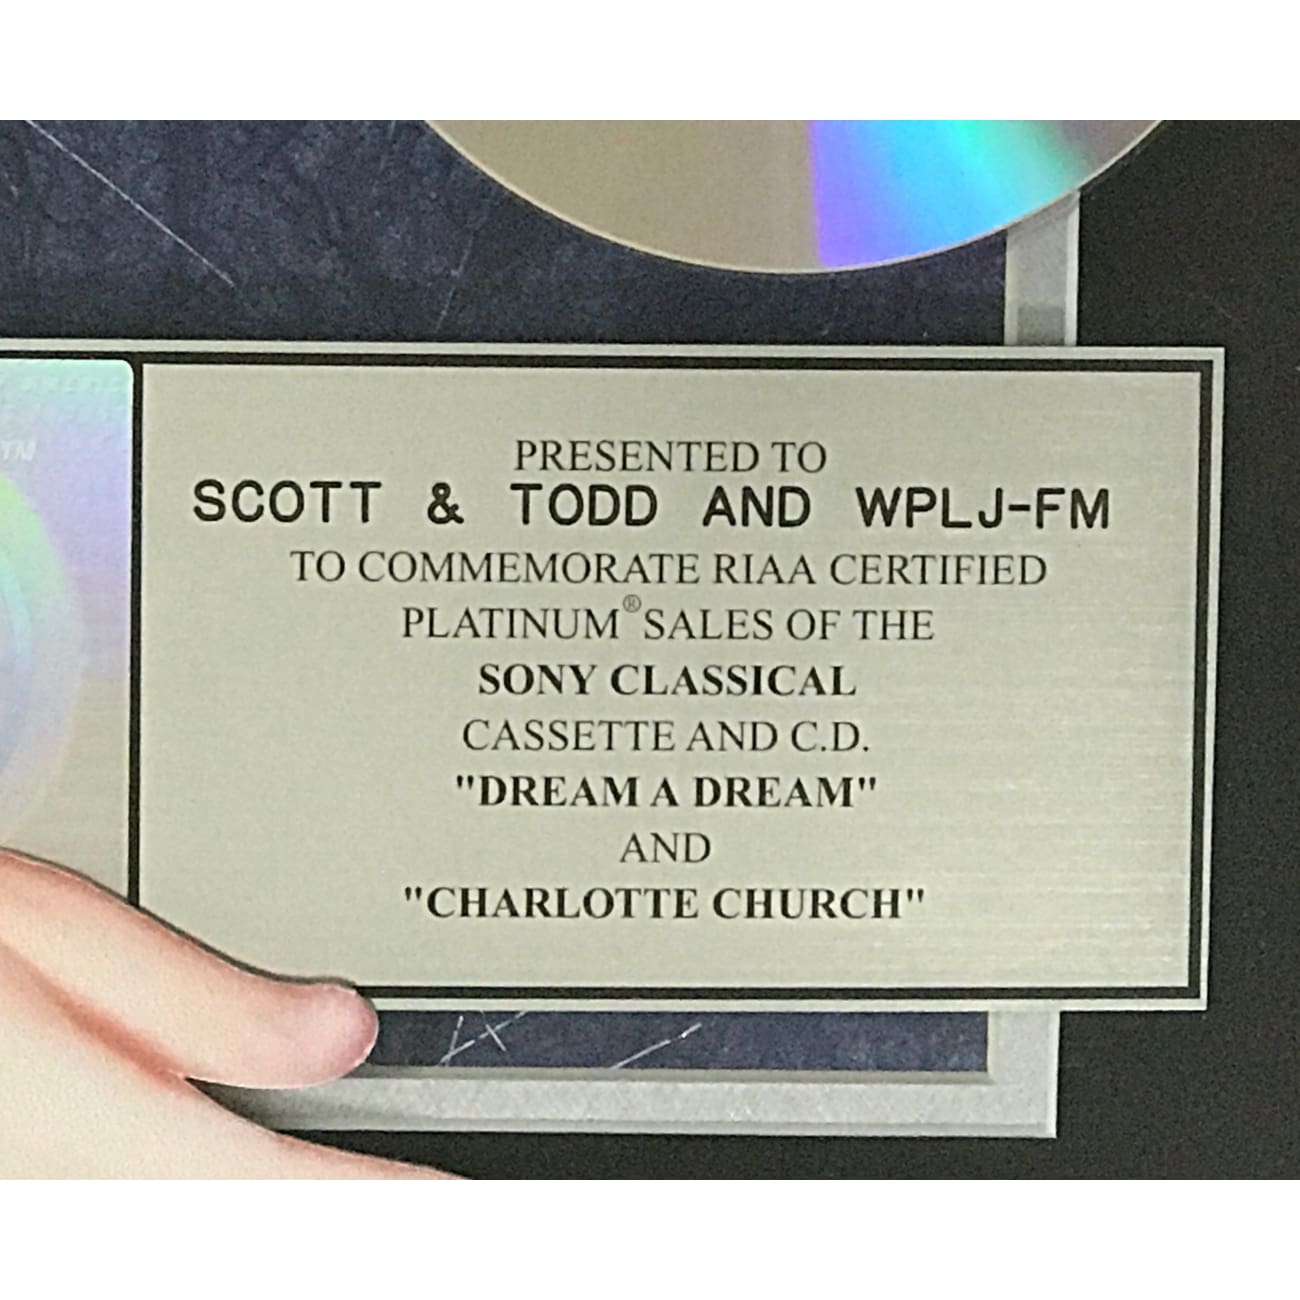 TM
PRESENTED TO
SCOTT & TODD AND WPLJ-FM
TO COMMEMORATE RIAA CERTIFIED
PLATINUM® SALES OF THE
SONY CLASSICAL
CASSETTE AND C.D.
"DREAM A DREAM"
AND
"CHARLOTTE CHURCH"